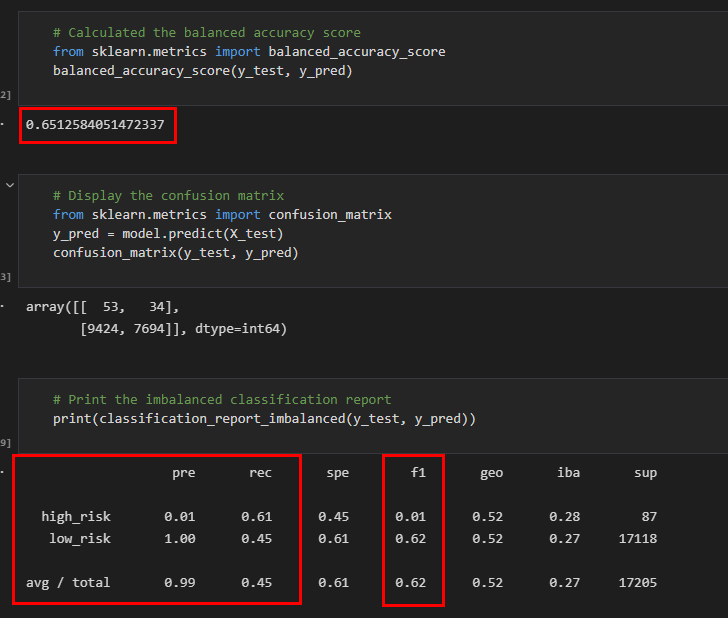 # Calculated the balanced accuracy score
from sklearn.metrics import balanced_accuracy_score
balanced_accuracy_score(y_test, y_pred)
2]
0.6512584051472337
# Display the confusion matrix
from sklearn.metrics import confusion_matrix
y_pred = model.predict(X_test)
confusion_matrix(y_test, y_pred)
3]
array([[  53,   34],
       [9424, 7694]], dtype=int64)
# Print the imbalanced classification report
print(classification_report_imbalanced(y_test, y_pred))
9]
pre rec spe f1 geo iba sup
high_risk 0.01 0.61 0.45 0.01 0.52 0.28 87
low_risk 1.00 0.45 0.61 0.62 0.52 0.27 17118
avg / total 0.99 0.45 0.61 0.62 0.52 0.27 17205